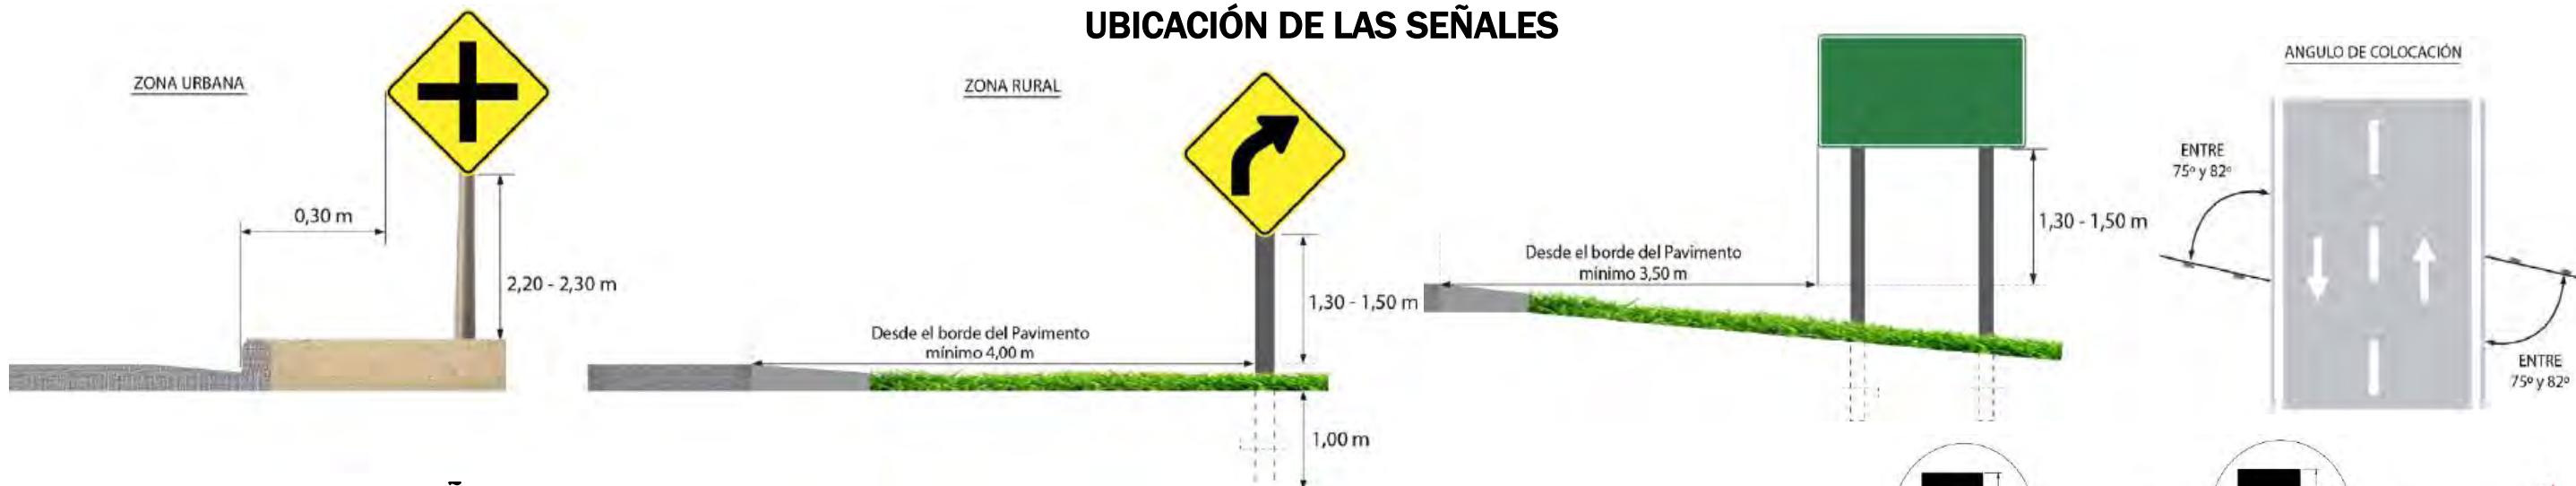 UBICACIÓN DE LAS SEÑALES
ZONA URBANA
0,30 m
2,20 - 2,30 m
ZONA RURAL
Desde el borde del Pavimento
mínimo 4,00 m
1,30 - 1,50 m
1,00 m
Desde el borde del Pavimento
mínimo 3,50 m
1,30 - 1,50 m
ANGULO DE COLOCACIÓN
ENTRE
75º y 82º
ENTRE
75º y 82º